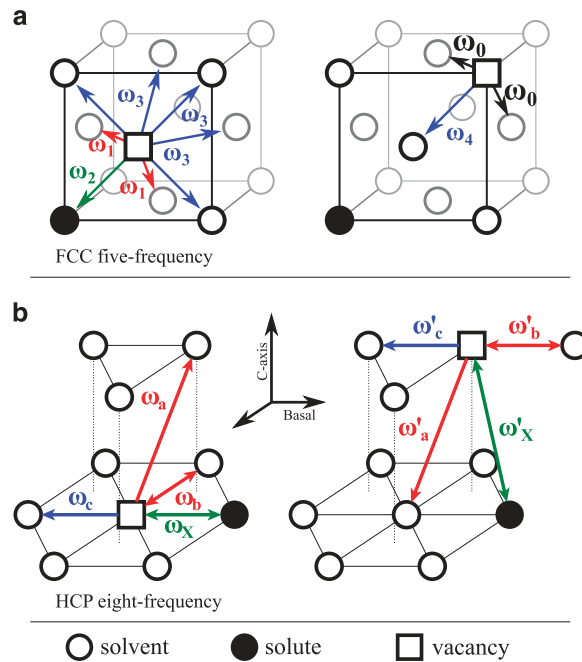 a
ω₀
ω₃
ω₃
ω₀
ω₁
ω₃
ω₄
ω₂
ω₁
FCC five-frequency
b
C-axis
Basal
ω'c
ω'b
ωa
ω'a
ω'X
ωc
ωb
ωX
HCP eight-frequency
solvent
solute
vacancy